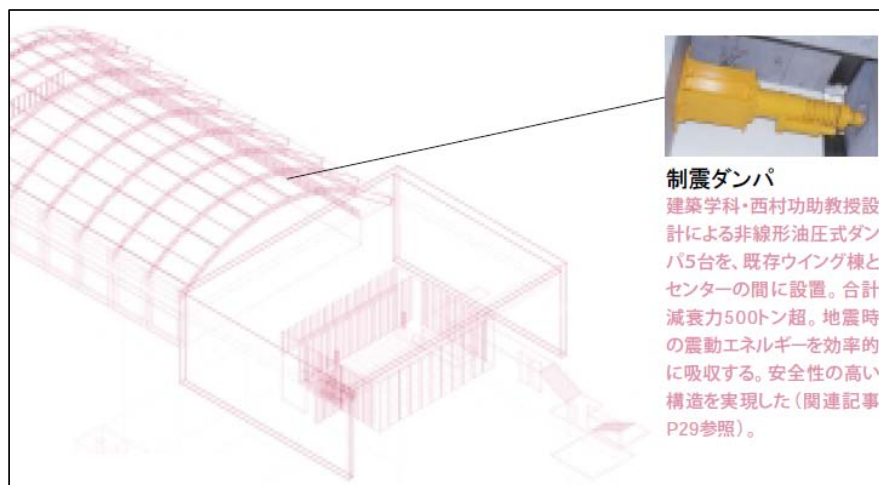 制震ダンパ
建築学科・西村功助教授設
計による非線形油圧式ダン
パ5台を、既存ウイング棟と
センターの間に設置。合計
減衰力500トン超。地震時
の震動エネルギーを効率的
に吸収する。安全性の高い
構造を実現した（関連記事
P29参照）。